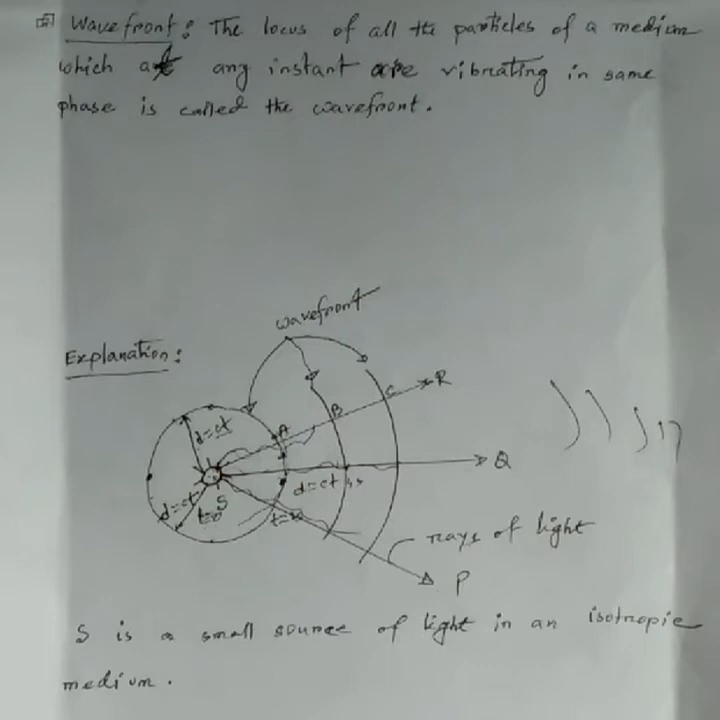 Wavefront: The locus of all the particles of a medium
which at any instant are vibrating in same
phase is called the wavefront.
wavefront
Explanation:
R
C
B
A
d=ct
Q
d=ct
d=ct
S
t=0
rays of light
P
S is a small source of light in an isotropic
medium.